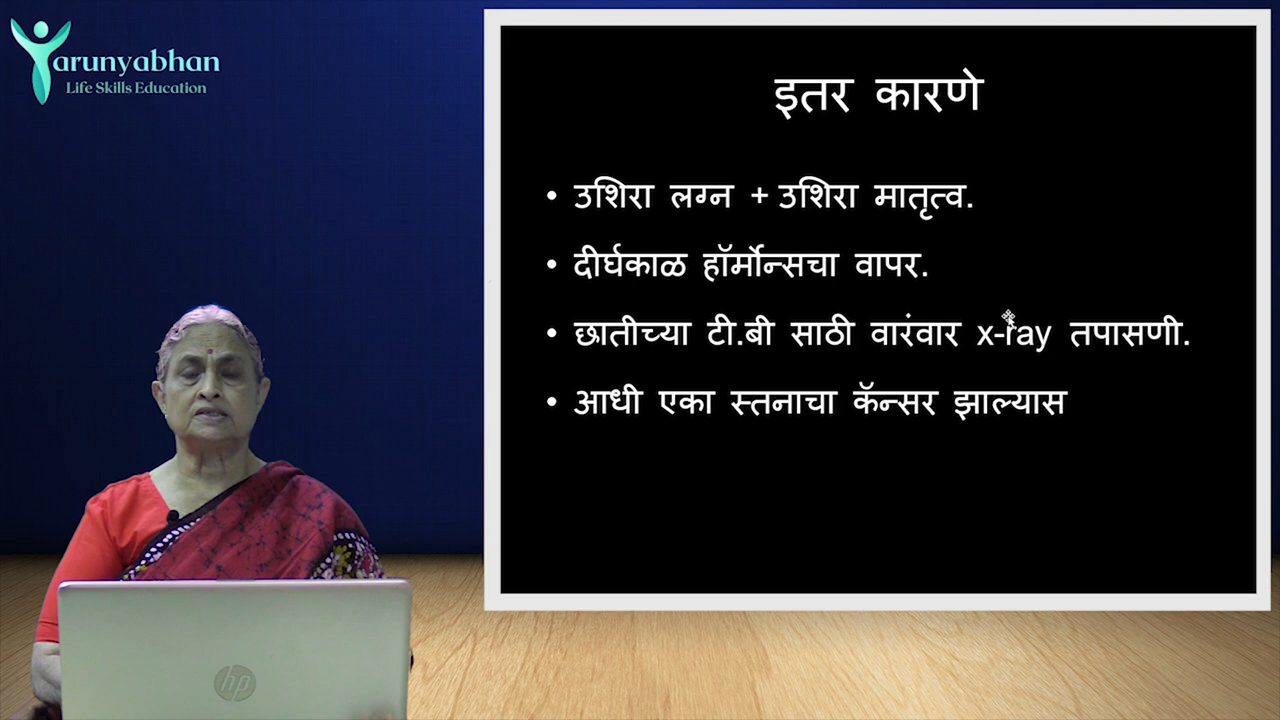 Tarunyabhan
Life Skills Education
इतर कारणे
• उशिरा लग्न + उशिरा मातृत्व.
• दीर्घकाळ हॉर्मोन्सचा वापर.
• छातीच्या टी.बी साठी वारंवार x-ray तपासणी.
• आधी एका स्तनाचा कॅन्सर झाल्यास
hp